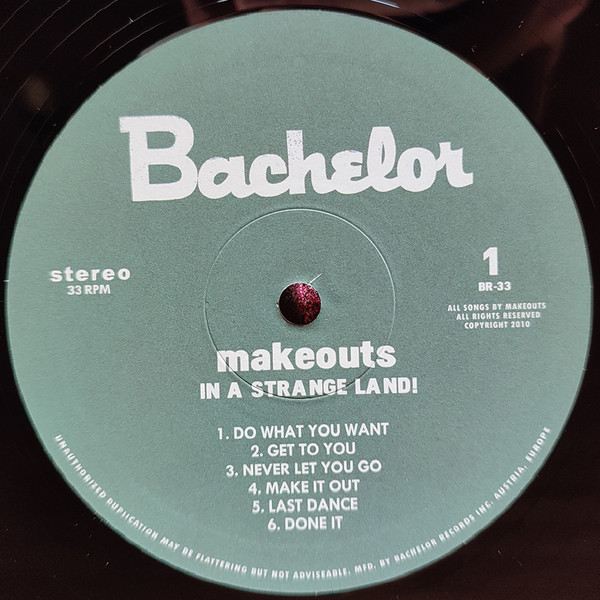 Bachelor
stereo
33 RPM
1
BR-33
ALL SONGS BY MAKEOUTS
ALL RIGHTS RESERVED
COPYRIGHT 2010
makeouts
IN A STRANGE LAND!
1. DO WHAT YOU WANT
2. GET TO YOU
3. NEVER LET YOU GO
4. MAKE IT OUT
5. LAST DANCE
6. DONE IT
UNAUTHORIZED DUPLICATION MAY BE FLATTERING BUT NOT ADVISEABLE. MFD. BY BACHELOR RECORDS INC. AUSTRIA, EUROPE